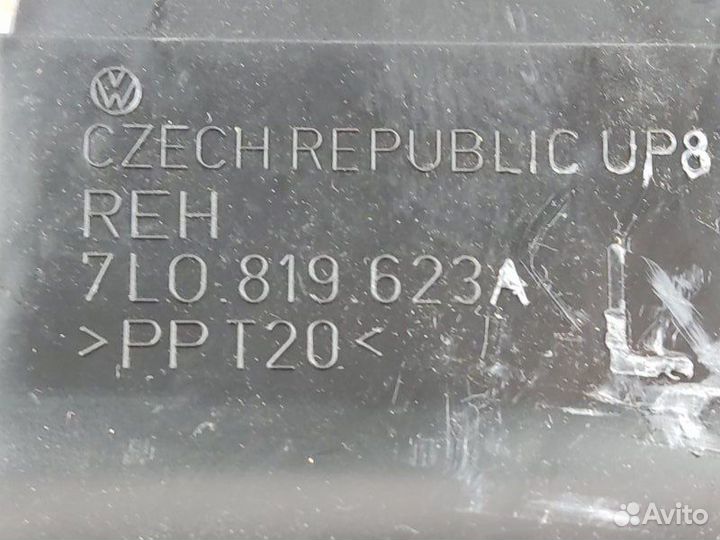 CZECH REPUBLIC UP8
REH
7L0 819 623A
>PP T20<
L
Avito